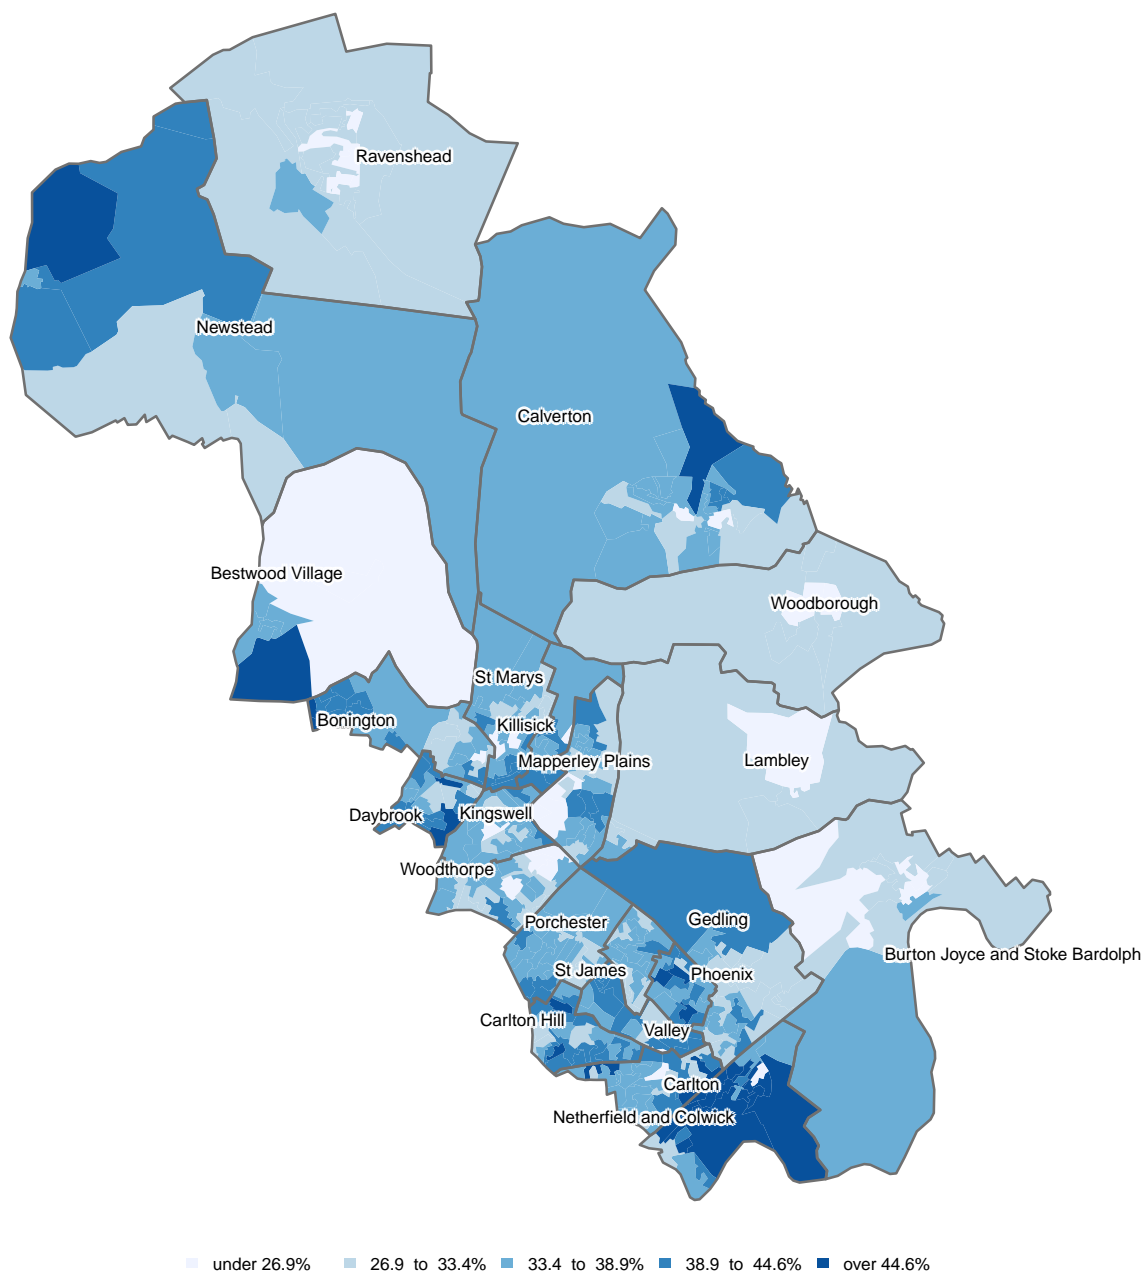 Ravenshead
Newstead
Calverton
Bestwood Village
Woodborough
St Marys
Bonington
Killisick
Mapperley Plains
Lambley
Daybrook
Kingswell
Woodthorpe
Porchester
Gedling
Burton Joyce and Stoke Bardolph
St James
Phoenix
Carlton Hill
Valley
Carlton
Netherfield and Colwick
under 26.9% 26.9 to 33.4% 33.4 to 38.9% 38.9 to 44.6% over 44.6%